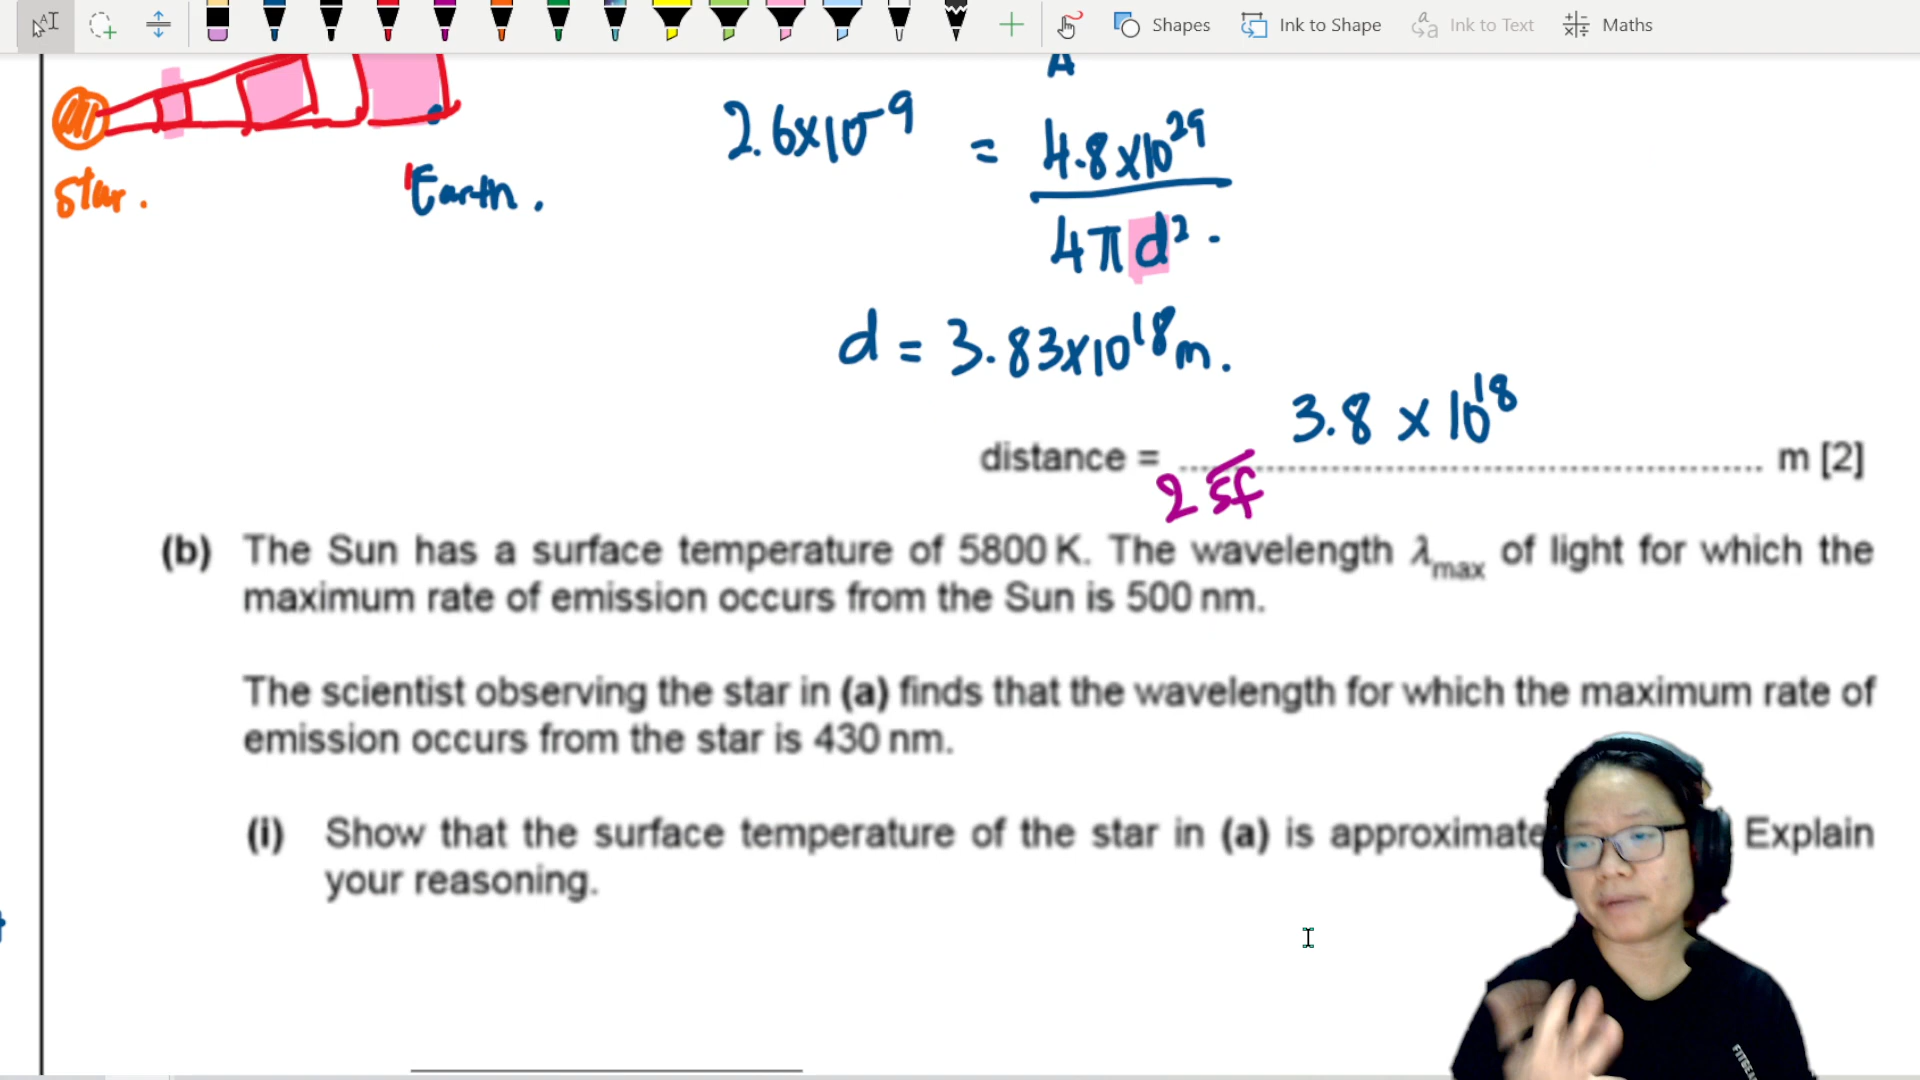 Shapes Ink to Shape Ink to Text Maths
A
2.6x10⁻⁹ = 4.8x10²⁹
4πd².
star.
Earth.
d = 3.83x10¹⁸m.
3.8 x 10¹⁸
distance = ........ m [2]
2 sf
(b) The Sun has a surface temperature of 5800 K. The wavelength λmax of light for which the
maximum rate of emission occurs from the Sun is 500 nm.
The scientist observing the star in (a) finds that the wavelength for which the maximum rate of
emission occurs from the star is 430 nm.
(i) Show that the surface temperature of the star in (a) is approximate Explain
your reasoning.